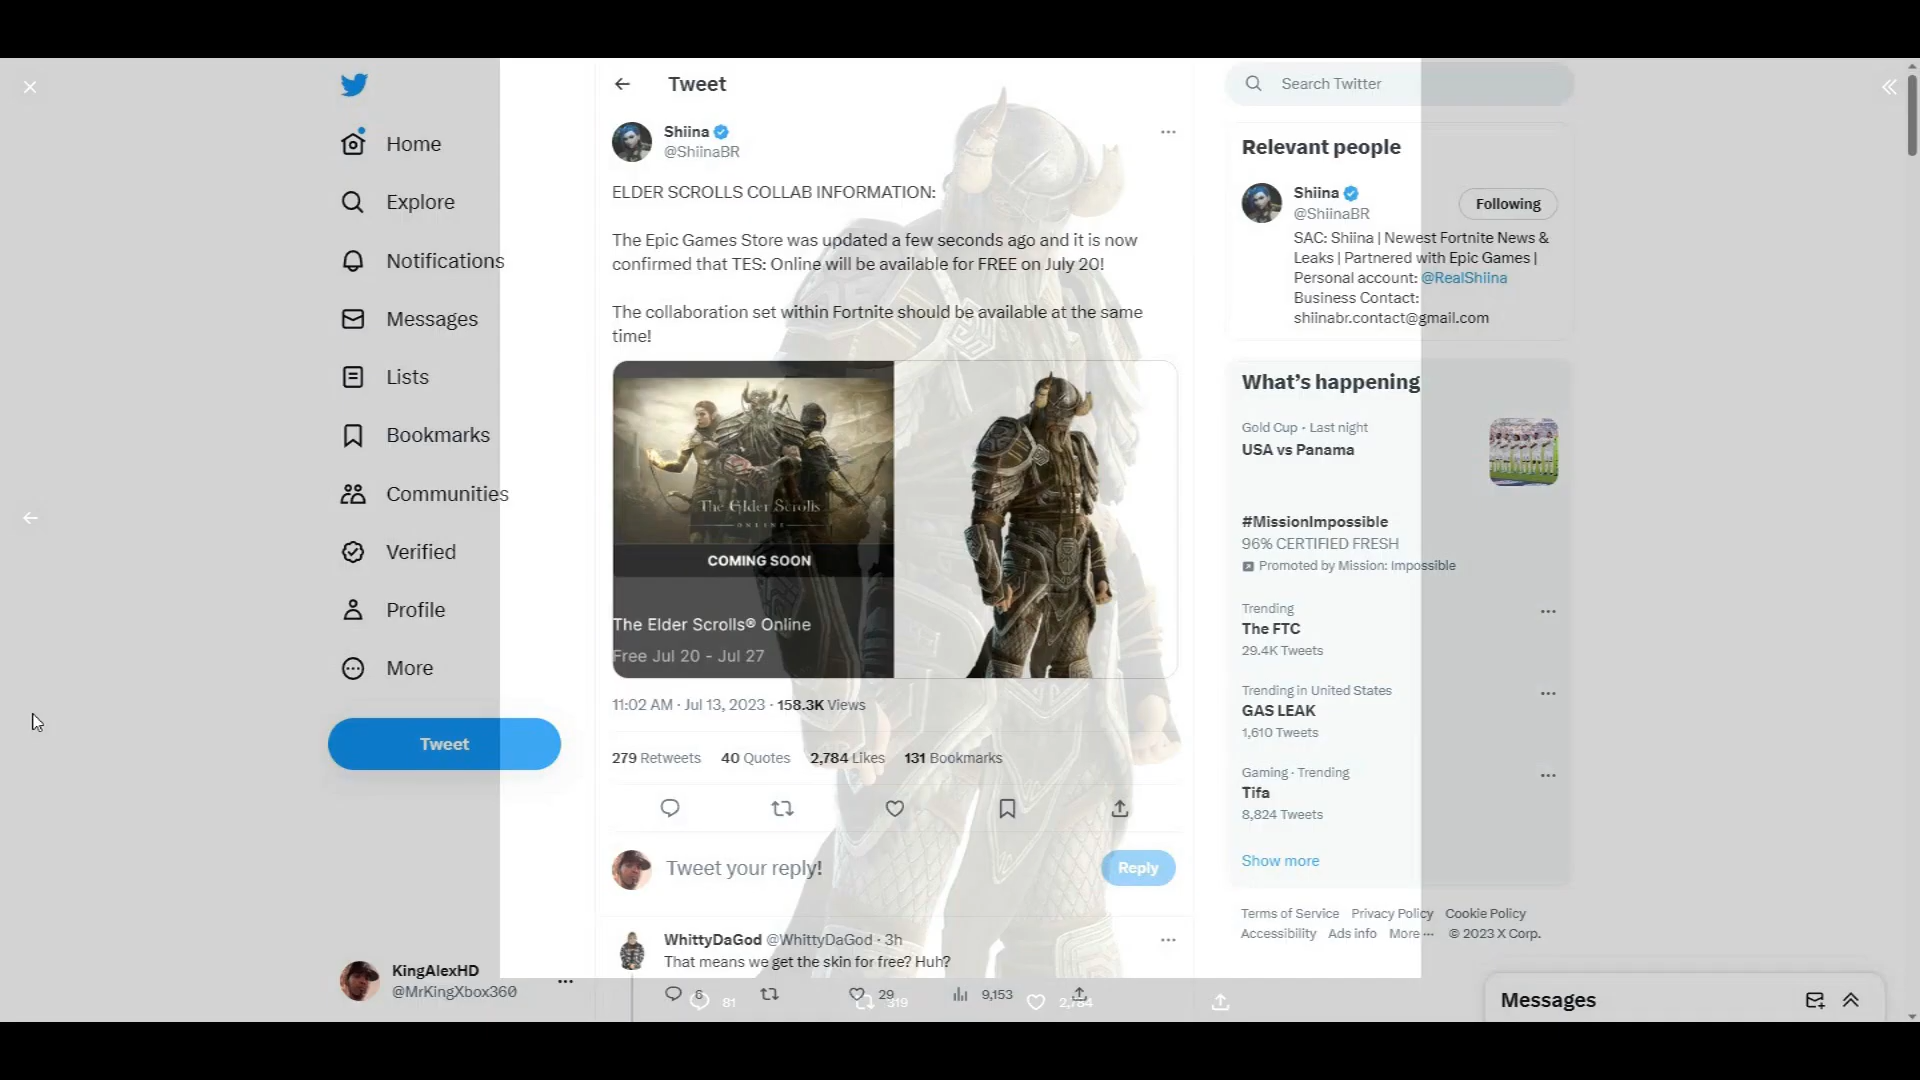 Home
Explore
Notifications
Messages
Lists
Bookmarks
Communities
Verified
Profile
More
Tweet
KingAlexHD
@MrKingXbox360
Tweet
Shiina
@ShiinaBR
ELDER SCROLLS COLLAB INFORMATION:
The Epic Games Store was updated a few seconds ago and it is now
confirmed that TES: Online will be available for FREE on July 20!
The collaboration set within Fortnite should be available at the same
time!
The Elder Scrolls
ONLINE
COMING SOON
The Elder Scrolls® Online
Free Jul 20 - Jul 27
11:02 AM · Jul 13, 2023 · 158.3K Views
279 Retweets 40 Quotes 2,784 Likes 131 Bookmarks
Tweet your reply!
Reply
WhittyDaGod @WhittyDaGod · 3h
That means we get the skin for free? Huh?
6 29 9,153
81 319 2,784
Search Twitter
Relevant people
Shiina
@ShiinaBR
Following
SAC: Shiina | Newest Fortnite News &
Leaks | Partnered with Epic Games |
Personal account: @RealShiina
Business Contact:
shiinabr.contact@gmail.com
What's happening
Gold Cup · Last night
USA vs Panama
#MissionImpossible
96% CERTIFIED FRESH
Promoted by Mission: Impossible
Trending
The FTC
29.4K Tweets
Trending in United States
GAS LEAK
1,610 Tweets
Gaming · Trending
Tifa
8,824 Tweets
Show more
Terms of Service Privacy Policy Cookie Policy
Accessibility Ads info More ··· © 2023 X Corp.
Messages